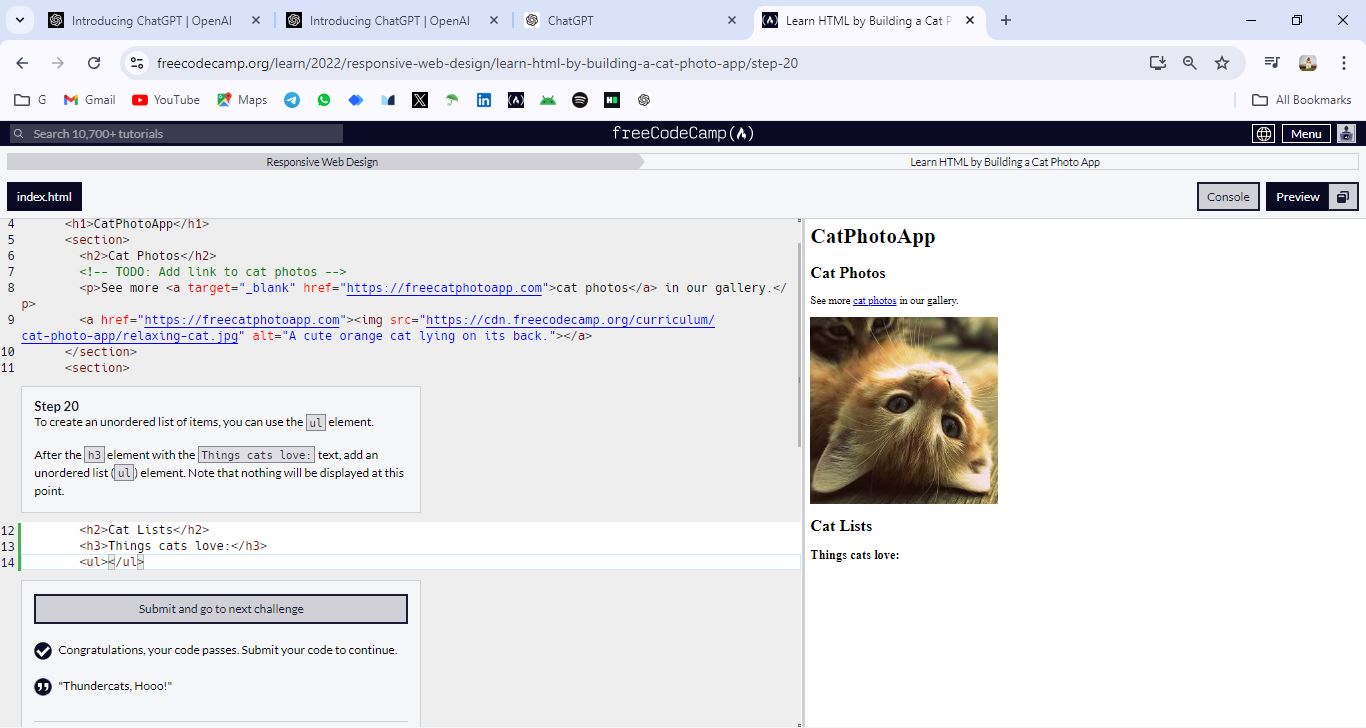 Introducing ChatGPT | OpenAI
Introducing ChatGPT | OpenAI
ChatGPT
Learn HTML by Building a Cat P
freecodecamp.org/learn/2022/responsive-web-design/learn-html-by-building-a-cat-photo-app/step-20
G Gmail YouTube Maps All Bookmarks
Search 10,700+ tutorials
freeCodeCamp
Menu
Responsive Web Design
Learn HTML by Building a Cat Photo App
index.html
Console
Preview
4 <h1>CatPhotoApp</h1>
5 <section>
6 <h2>Cat Photos</h2>
7 <!-- TODO: Add link to cat photos -->
8 <p>See more <a target="_blank" href="https://freecatphotoapp.com">cat photos</a> in our gallery.</
p>
9 <a href="https://freecatphotoapp.com"><img src="https://cdn.freecodecamp.org/curriculum/
cat-photo-app/relaxing-cat.jpg" alt="A cute orange cat lying on its back."></a>
10 </section>
11 <section>
Step 20
To create an unordered list of items, you can use the ul element.
After the h3 element with the Things cats love: text, add an
unordered list (ul) element. Note that nothing will be displayed at this
point.
12 <h2>Cat Lists</h2>
13 <h3>Things cats love:</h3>
14 <ul></ul>
Submit and go to next challenge
Congratulations, your code passes. Submit your code to continue.
"Thundercats, Hooo!"
CatPhotoApp
Cat Photos
See more cat photos in our gallery.
Cat Lists
Things cats love: